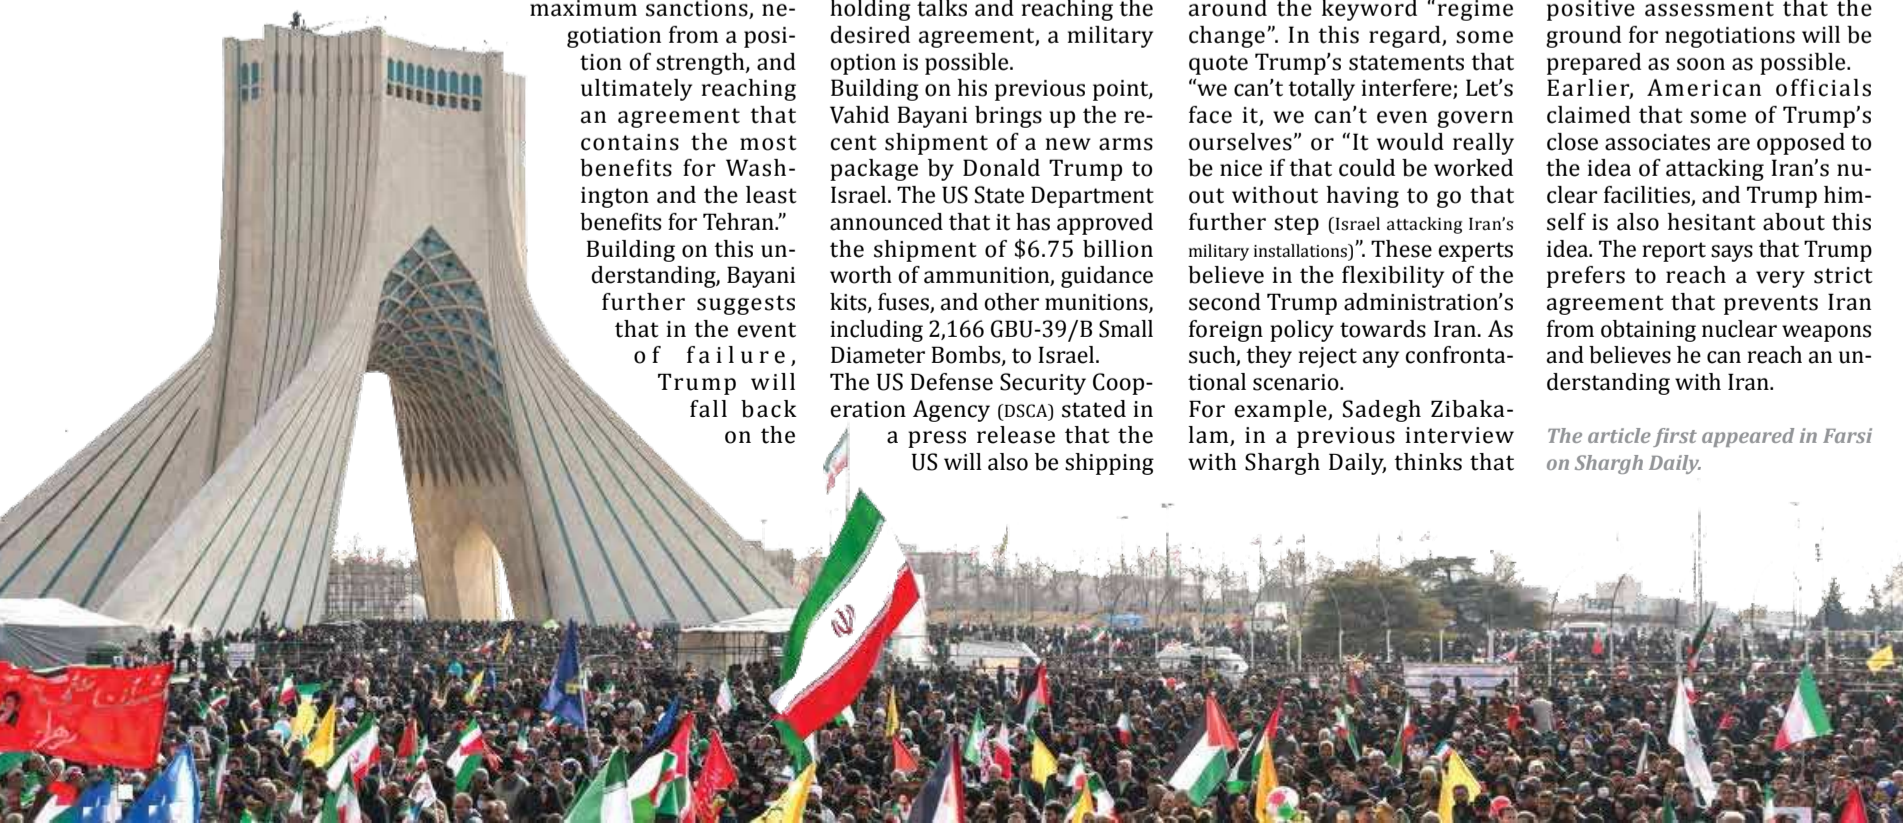 maximum sanctions, ne-
gotiation from a posi-
tion of strength, and
ultimately reaching
an agreement that
contains the most
benefits for Wash-
ington and the least
benefits for Tehran.”
Building on this un-
derstanding, Bayani
further suggests
that in the event
of failure,
Trump will
fall back
on the
holding talks and reaching the
desired agreement, a military
option is possible.
Building on his previous point,
Vahid Bayani brings up the re-
cent shipment of a new arms
package by Donald Trump to
Israel. The US State Department
announced that it has approved
the shipment of $6.75 billion
worth of ammunition, guidance
kits, fuses, and other munitions,
including 2,166 GBU-39/B Small
Diameter Bombs, to Israel.
The US Defense Security Coop-
eration Agency (DSCA) stated in
a press release that the
US will also be shipping
around the keyword “regime
change”. In this regard, some
quote Trump’s statements that
“we can’t totally interfere; Let’s
face it, we can’t even govern
ourselves” or “It would really
be nice if that could be worked
out without having to go that
further step (Israel attacking Iran’s
military installations)”. These experts
believe in the flexibility of the
second Trump administration’s
foreign policy towards Iran. As
such, they reject any confronta-
tional scenario.
For example, Sadegh Zibaka-
lam, in a previous interview
with Shargh Daily, thinks that
positive assessment that the
ground for negotiations will be
prepared as soon as possible.
Earlier, American officials
claimed that some of Trump’s
close associates are opposed to
the idea of attacking Iran’s nu-
clear facilities, and Trump him-
self is also hesitant about this
idea. The report says that Trump
prefers to reach a very strict
agreement that prevents Iran
from obtaining nuclear weapons
and believes he can reach an un-
derstanding with Iran.
The article first appeared in Farsi
on Shargh Daily.